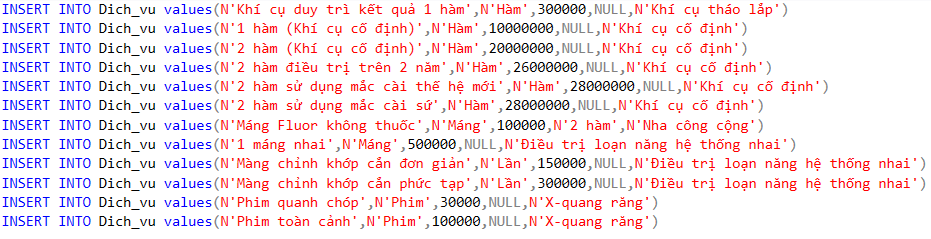 INSERT INTO Dich_vu values(N'Khí cụ duy trì kết quả 1 hàm',N'Hàm',300000,NULL,N'Khí cụ tháo lắp')
INSERT INTO Dich_vu values(N'1 hàm (Khí cụ cố định)',N'Hàm',10000000,NULL,N'Khí cụ cố định')
INSERT INTO Dich_vu values(N'2 hàm (Khí cụ cố định)',N'Hàm',20000000,NULL,N'Khí cụ cố định')
INSERT INTO Dich_vu values(N'2 hàm điều trị trên 2 năm',N'Hàm',26000000,NULL,N'Khí cụ cố định')
INSERT INTO Dich_vu values(N'2 hàm sử dụng mắc cài thế hệ mới',N'Hàm',28000000,NULL,N'Khí cụ cố định')
INSERT INTO Dich_vu values(N'2 hàm sử dụng mắc cài sứ',N'Hàm',28000000,NULL,N'Khí cụ cố định')
INSERT INTO Dich_vu values(N'Máng Fluor không thuốc',N'Máng',100000,N'2 hàm',N'Nha công cộng')
INSERT INTO Dich_vu values(N'1 máng nhai',N'Máng',500000,NULL,N'Điều trị loạn năng hệ thống nhai')
INSERT INTO Dich_vu values(N'Màng chỉnh khớp cắn đơn giản',N'Lần',150000,NULL,N'Điều trị loạn năng hệ thống nhai')
INSERT INTO Dich_vu values(N'Màng chỉnh khớp cắn phức tạp',N'Lần',300000,NULL,N'Điều trị loạn năng hệ thống nhai')
INSERT INTO Dich_vu values(N'Phim quanh chóp',N'Phim',30000,NULL,N'X-quang răng')
INSERT INTO Dich_vu values(N'Phim toàn cảnh',N'Phim',100000,NULL,N'X-quang răng')